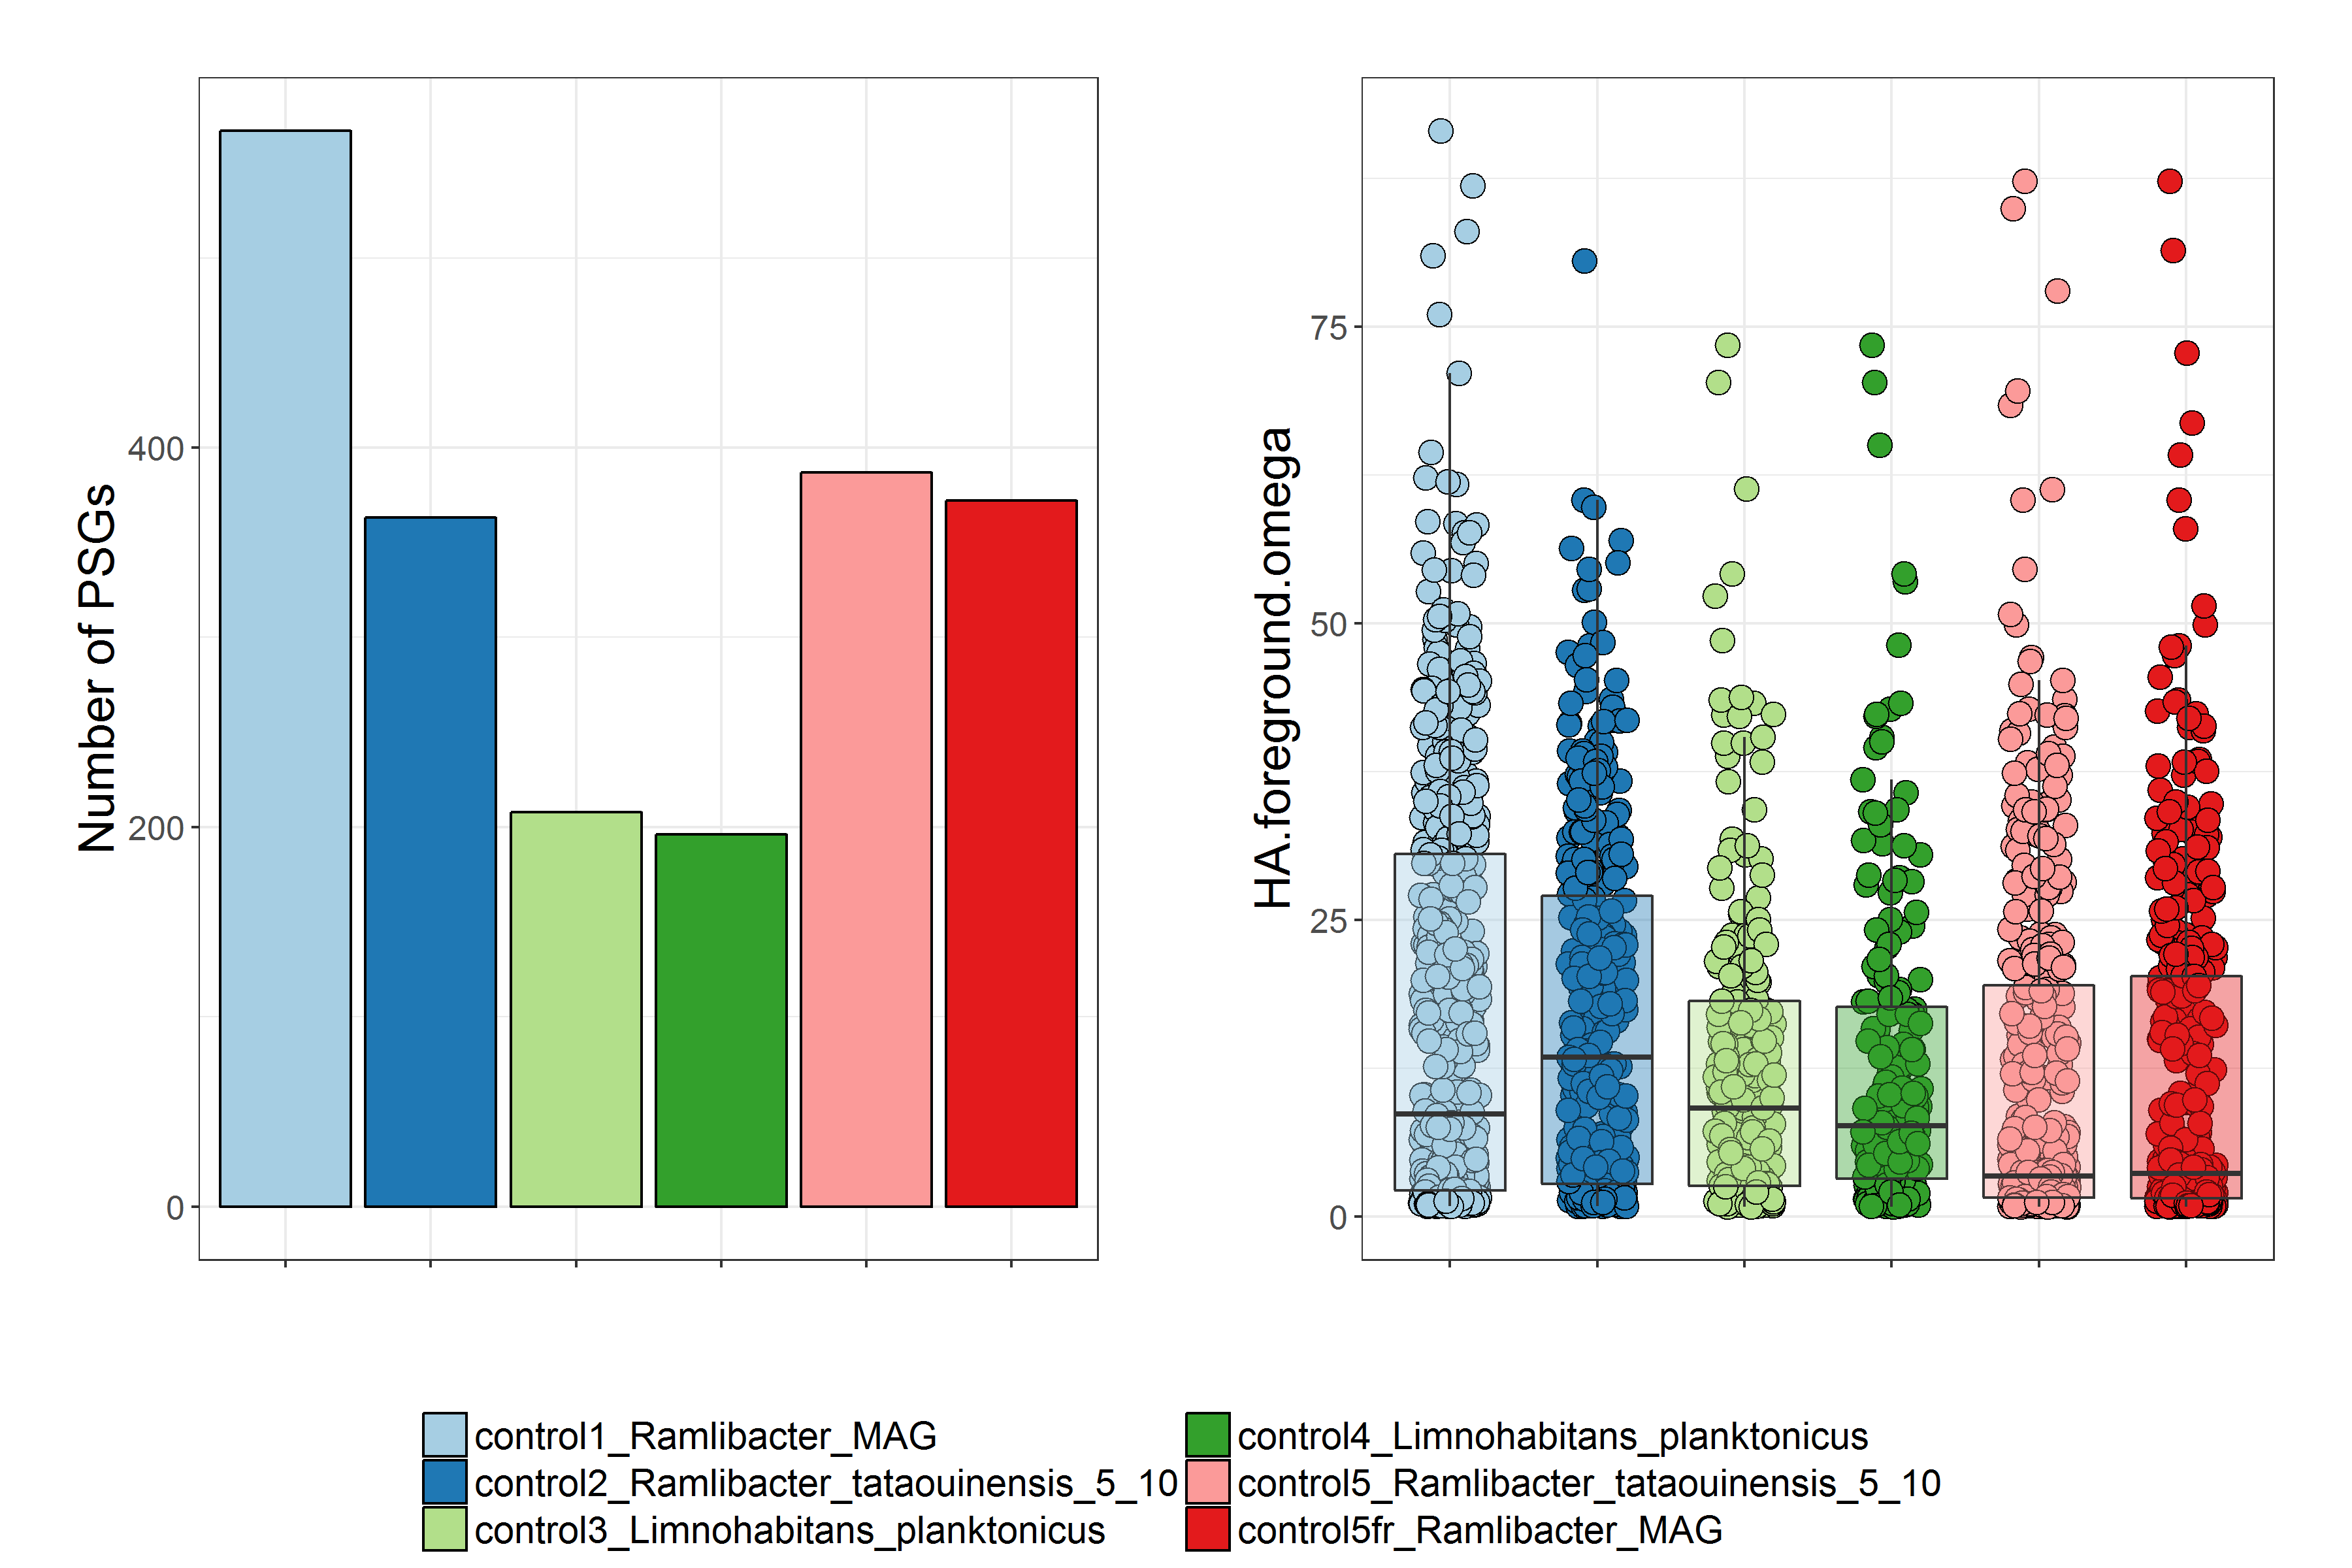 Number of PSGs
400
200
0
HA.foreground.omega
75
50
25
0
control1_Ramlibacter_MAG
control2_Ramlibacter_tataouinensis_5_10
control3_Limnohabitans_planktonicus
control4_Limnohabitans_planktonicus
control5_Ramlibacter_tataouinensis_5_10
control5fr_Ramlibacter_MAG